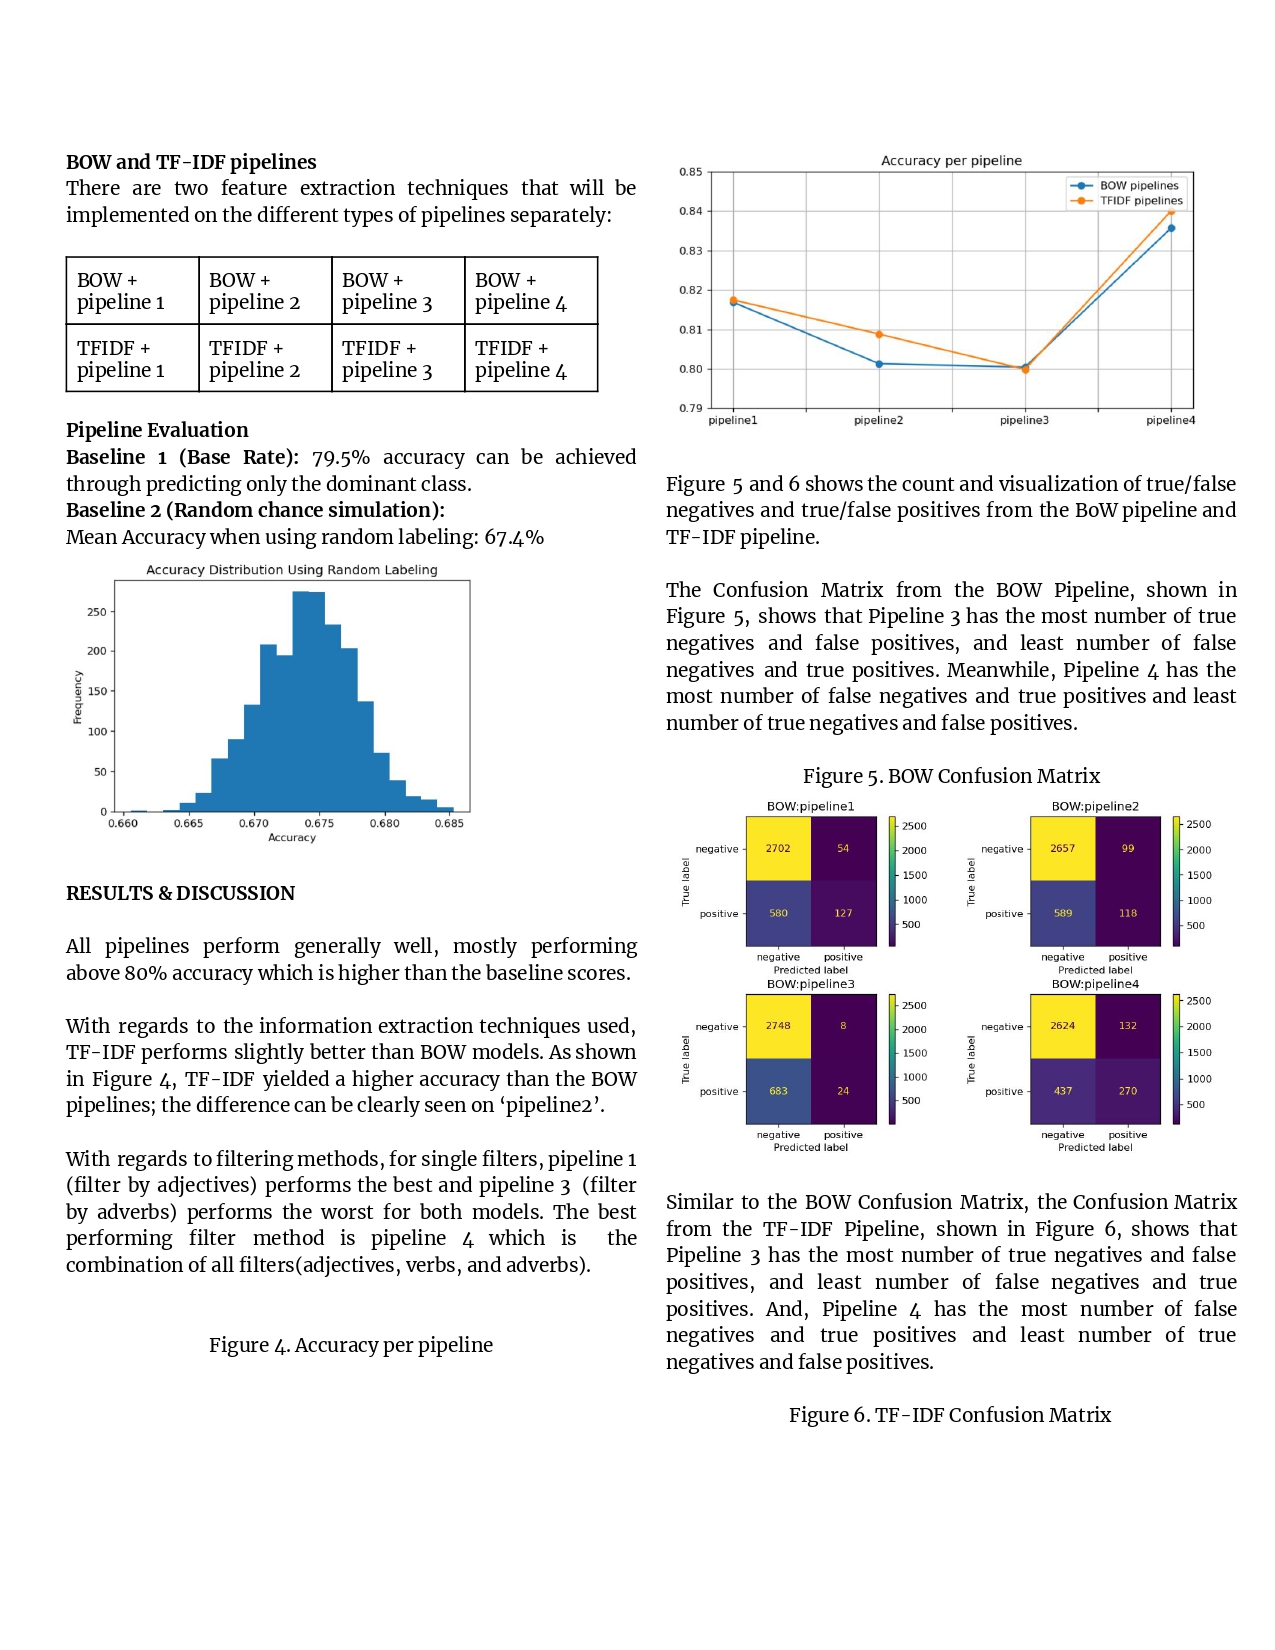 BOW and TF-IDF pipelines
There are two feature extraction techniques that will be
implemented on the different types of pipelines separately:
BOW +
pipeline 1
BOW +
pipeline 2
BOW +
pipeline 3
BOW +
pipeline 4
TFIDF +
pipeline 1
TFIDF +
pipeline 2
TFIDF +
pipeline 3
TFIDF +
pipeline 4
Pipeline Evaluation
Baseline 1 (Base Rate): 79.5% accuracy can be achieved
through predicting only the dominant class.
Baseline 2 (Random chance simulation):
Mean Accuracy when using random labeling: 67.4%
Accuracy Distribution Using Random Labeling
Frequency
250
200
150
100
50
0
0.660 0.665 0.670 0.675 0.680 0.685
Accuracy
RESULTS & DISCUSSION
All pipelines perform generally well, mostly performing
above 80% accuracy which is higher than the baseline scores.
With regards to the information extraction techniques used,
TF-IDF performs slightly better than BOW models. As shown
in Figure 4, TF-IDF yielded a higher accuracy than the BOW
pipelines; the difference can be clearly seen on ‘pipeline2’.
With regards to filtering methods, for single filters, pipeline 1
(filter by adjectives) performs the best and pipeline 3 (filter
by adverbs) performs the worst for both models. The best
performing filter method is pipeline 4 which is the
combination of all filters(adjectives, verbs, and adverbs).
Figure 4. Accuracy per pipeline
Accuracy per pipeline
0.85
0.84
0.83
0.82
0.81
0.80
0.79
BOW pipelines
TFIDF pipelines
pipeline1 pipeline2 pipeline3 pipeline4
Figure 5 and 6 shows the count and visualization of true/false
negatives and true/false positives from the BoW pipeline and
TF-IDF pipeline.
The Confusion Matrix from the BOW Pipeline, shown in
Figure 5, shows that Pipeline 3 has the most number of true
negatives and false positives, and least number of false
negatives and true positives. Meanwhile, Pipeline 4 has the
most number of false negatives and true positives and least
number of true negatives and false positives.
Figure 5. BOW Confusion Matrix
BOW:pipeline1
True label
negative 2702 54
positive 580 127
negative positive
Predicted label
2500
2000
1500
1000
500
BOW:pipeline2
True label
negative 2657 99
positive 589 118
negative positive
Predicted label
2500
2000
1500
1000
500
BOW:pipeline3
True label
negative 2748 8
positive 683 24
negative positive
Predicted label
2500
2000
1500
1000
500
BOW:pipeline4
True label
negative 2624 132
positive 437 270
negative positive
Predicted label
2500
2000
1500
1000
500
Similar to the BOW Confusion Matrix, the Confusion Matrix
from the TF-IDF Pipeline, shown in Figure 6, shows that
Pipeline 3 has the most number of true negatives and false
positives, and least number of false negatives and true
positives. And, Pipeline 4 has the most number of false
negatives and true positives and least number of true
negatives and false positives.
Figure 6. TF-IDF Confusion Matrix